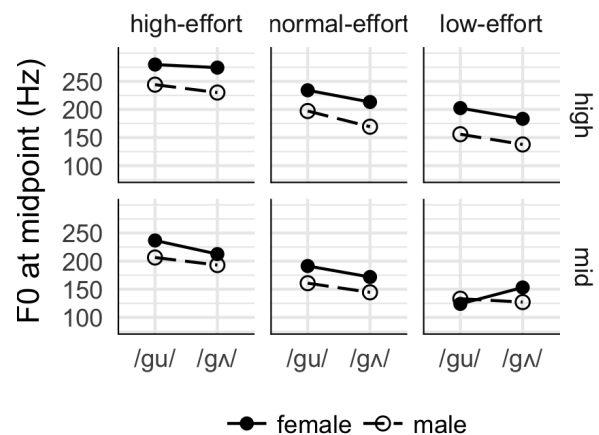 high-effort normal-effort low-effort
F0 at midpoint (Hz)
250
200
150
100
high
250
200
150
100
mid
/gu/ /gʌ/ /gu/ /gʌ/ /gu/ /gʌ/
female male